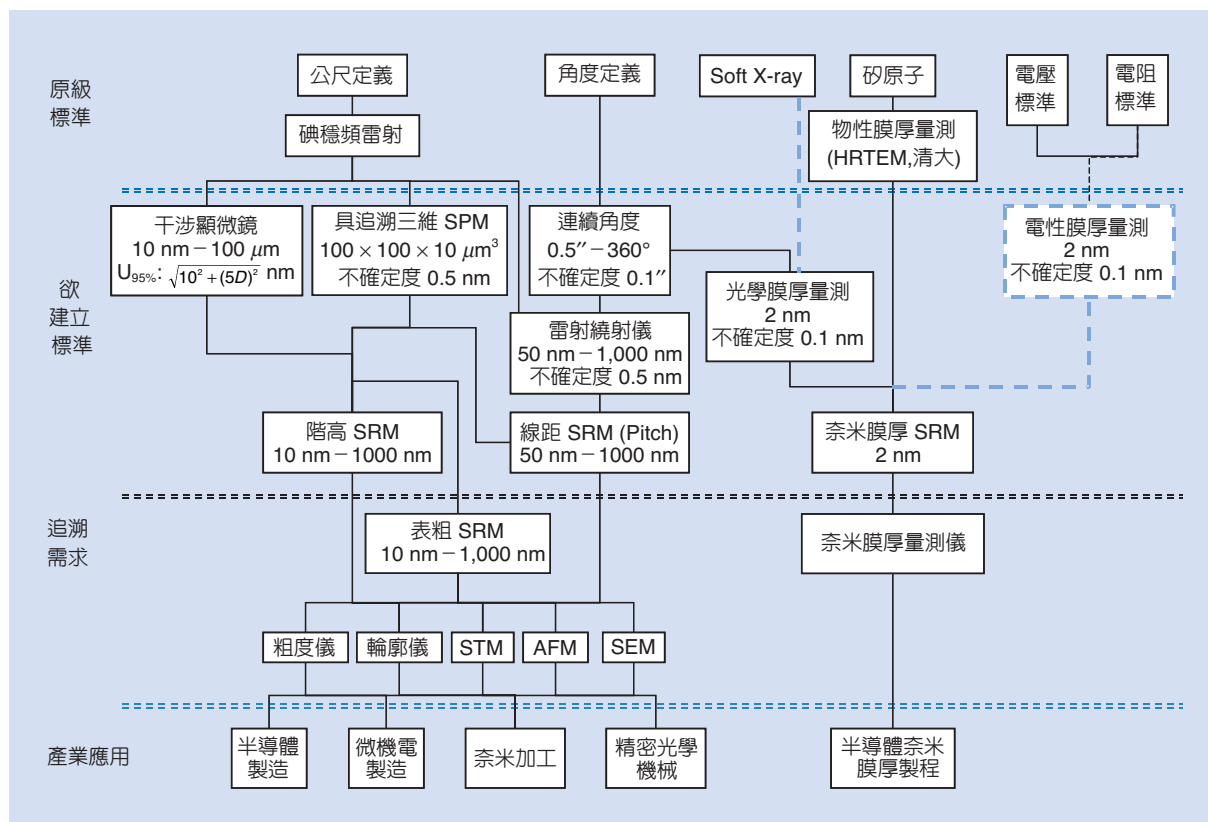 原級
標準
公尺定義
角度定義
Soft X-ray
矽原子
電壓
標準
電阻
標準
碘穩頻雷射
物性膜厚量測
(HRTEM,清大)
欲
建立
標準
干涉顯微鏡
10 nm－100 μm
U95%: √10² + (5D)² nm
具追溯三維 SPM
100 × 100 × 10 μm³
不確定度 0.5 nm
連續角度
0.5″－360°
不確定度 0.1″
光學膜厚量測
2 nm
不確定度 0.1 nm
電性膜厚量測
2 nm
不確定度 0.1 nm
雷射繞射儀
50 nm－1,000 nm
不確定度 0.5 nm
階高 SRM
10 nm－1000 nm
線距 SRM (Pitch)
50 nm－1000 nm
奈米膜厚 SRM
2 nm
追溯
需求
表粗 SRM
10 nm－1,000 nm
奈米膜厚量測儀
粗度儀
輪廓儀
STM
AFM
SEM
產業應用
半導體
製造
微機電
製造
奈米加工
精密光學
機械
半導體奈米
膜厚製程